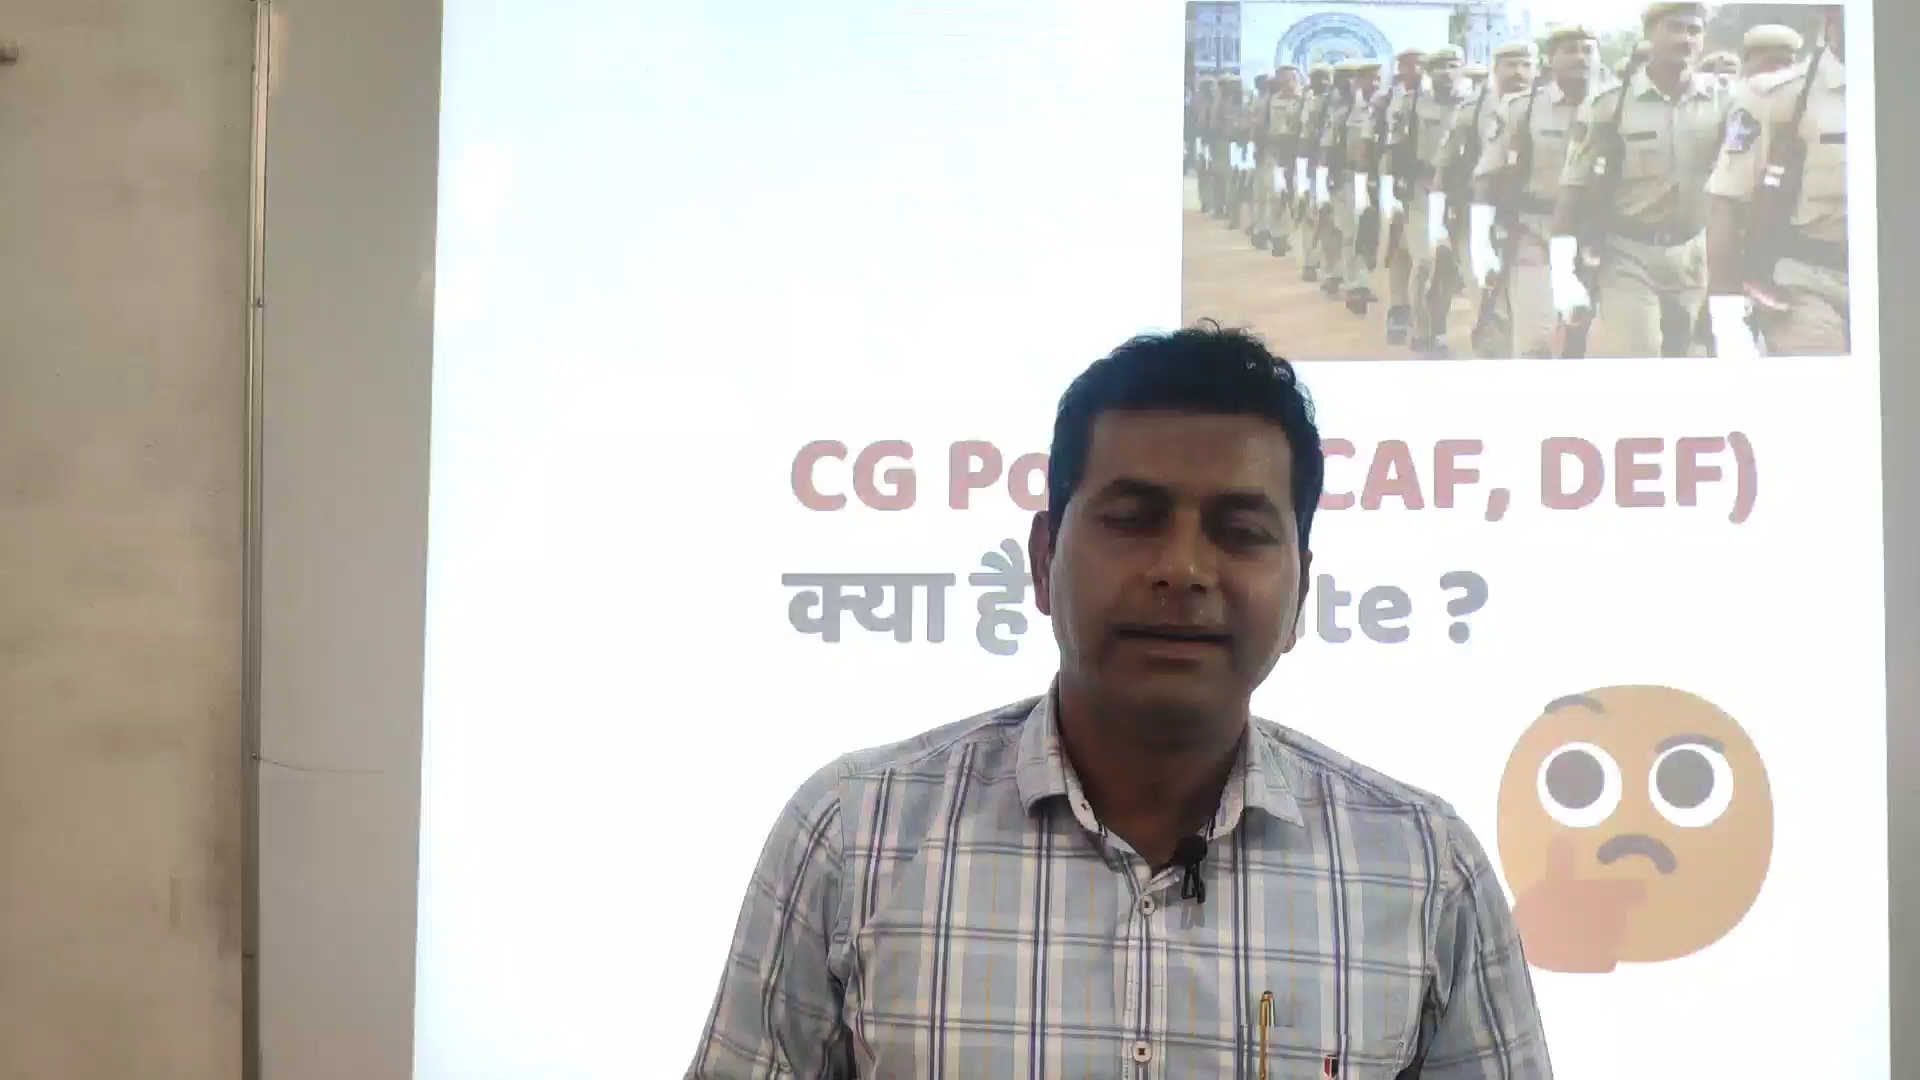 CG Po CAF, DEF)
क्या है te ?